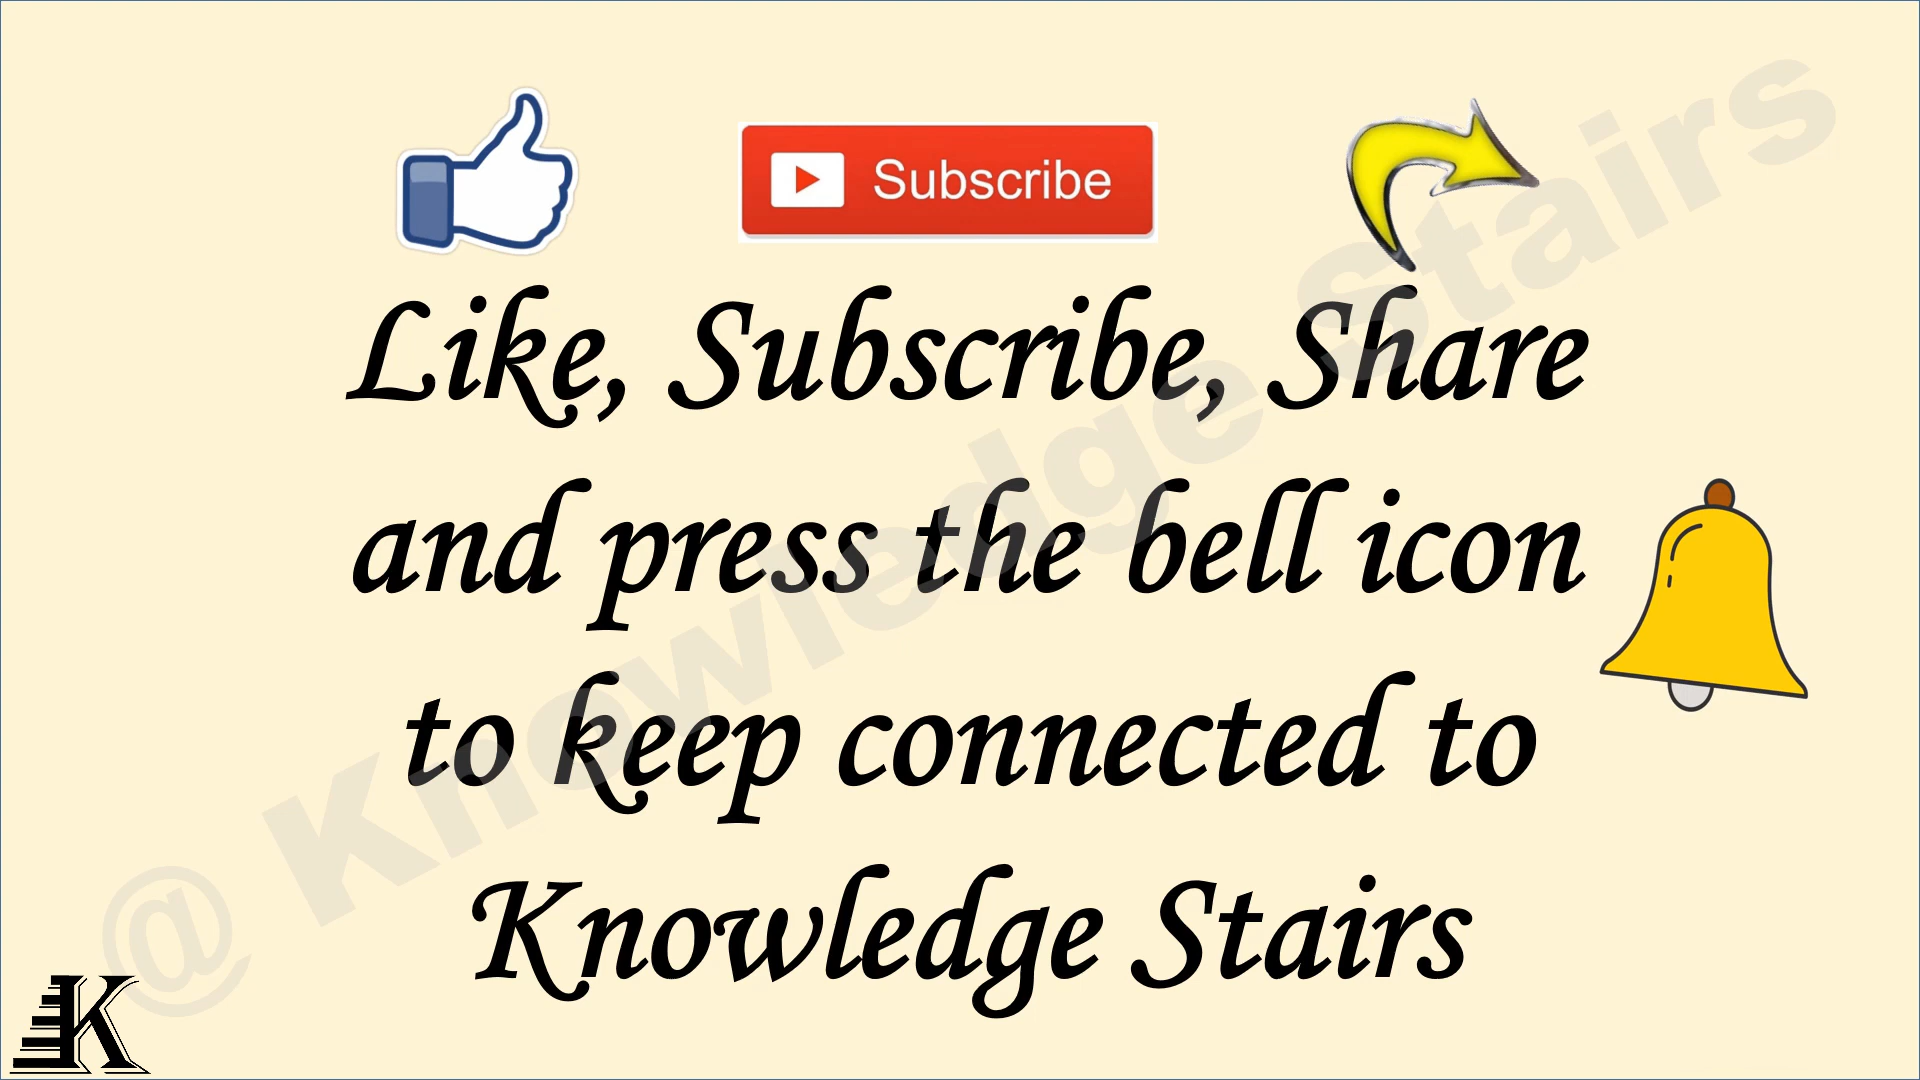 Subscribe
Like, Subscribe, Share
and press the bell icon
to keep connected to
Knowledge Stairs
@ Knowledge Stairs
K